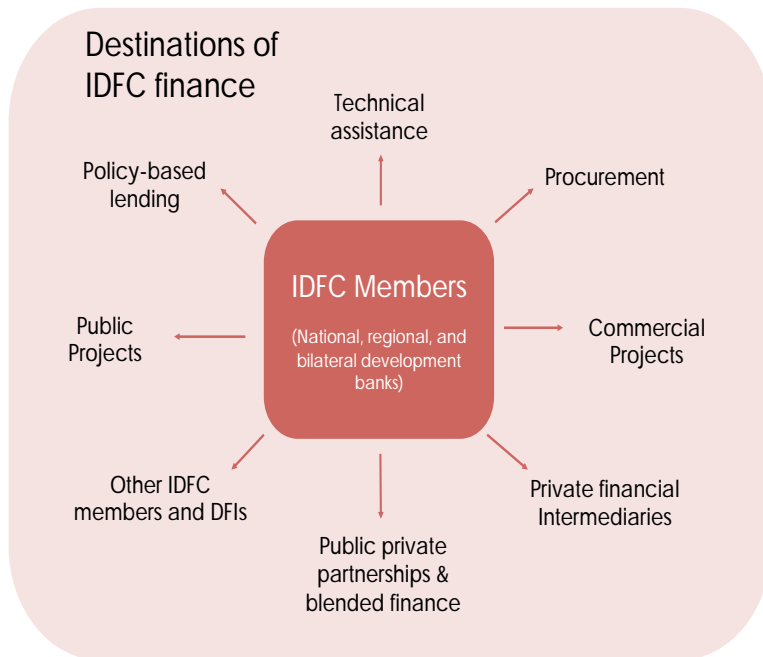 Destinations of
IDFC finance
Technical
assistance
Policy-based
lending
Procurement
IDFC Members
(National, regional, and
bilateral development
banks)
Public
Projects
Commercial
Projects
Other IDFC
members and DFIs
Private financial
Intermediaries
Public private
partnerships &
blended finance